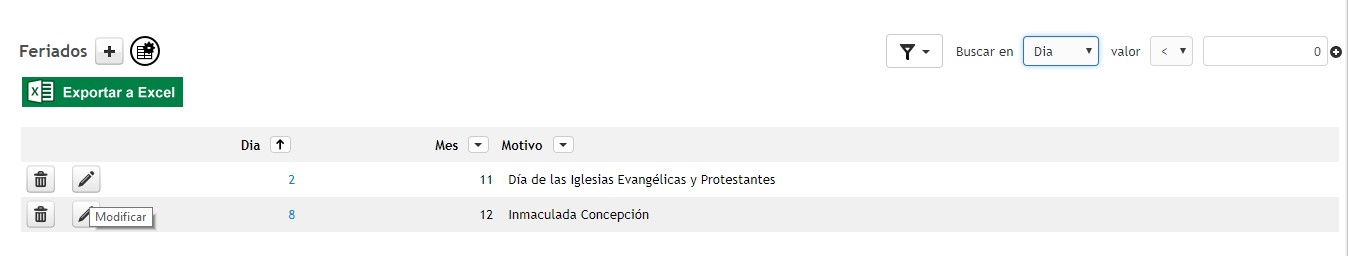 Feriados
Buscar en Dia valor < 0
Exportar a Excel
Dia Mes Motivo
2 11 Día de las Iglesias Evangélicas y Protestantes
Modificar
8 12 Inmaculada Concepción